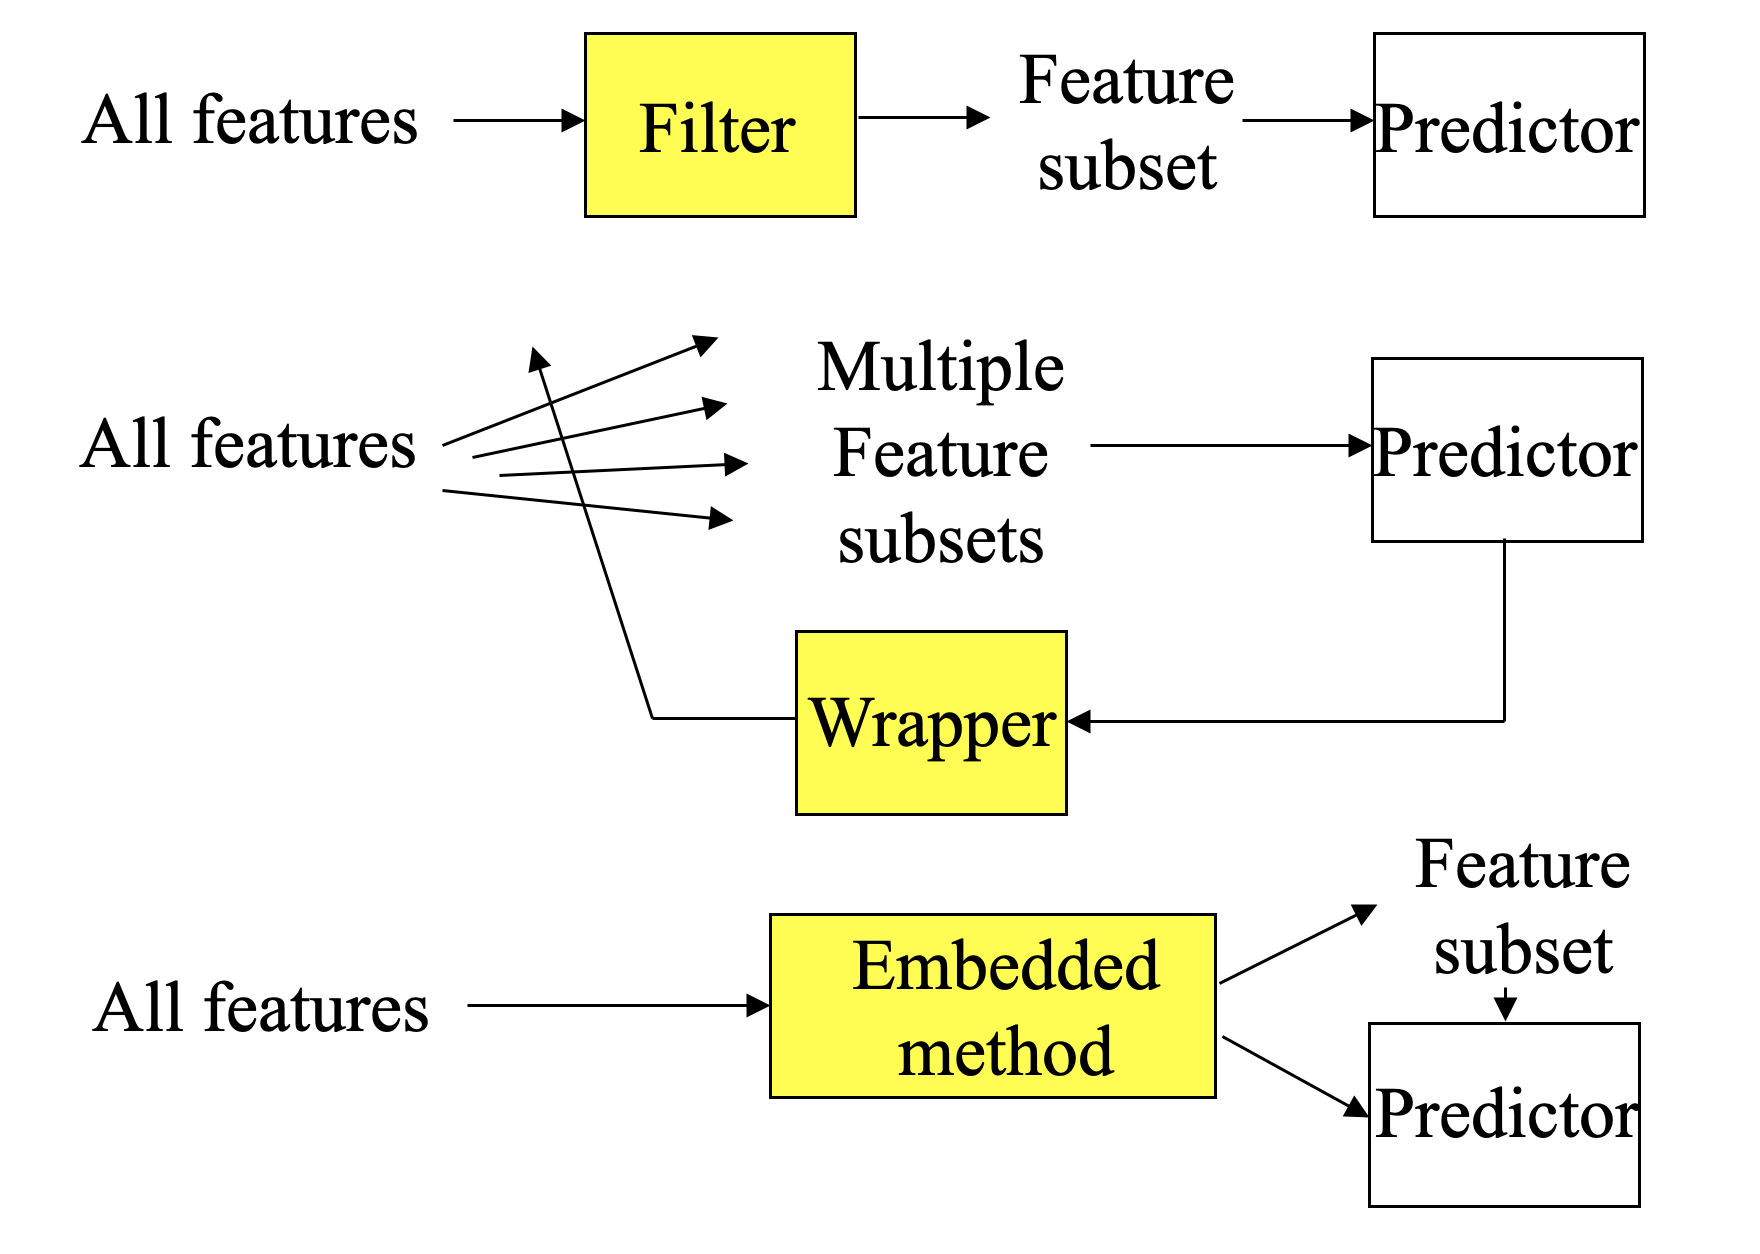 All features
Filter
Feature
subset
Predictor
All features
Multiple
Feature
subsets
Predictor
Wrapper
All features
Embedded
method
Feature
subset
Predictor